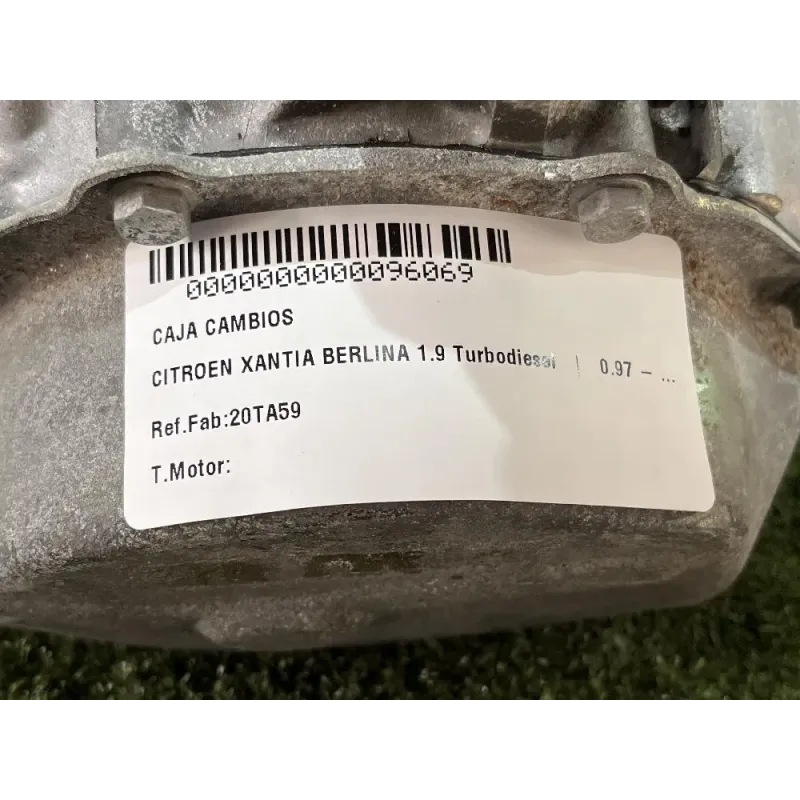 0000000000096069
CAJA CAMBIOS
CITROEN XANTIA BERLINA 1.9 Turbodiesel | 0.97 - ...
Ref.Fab:20TA59
T.Motor: